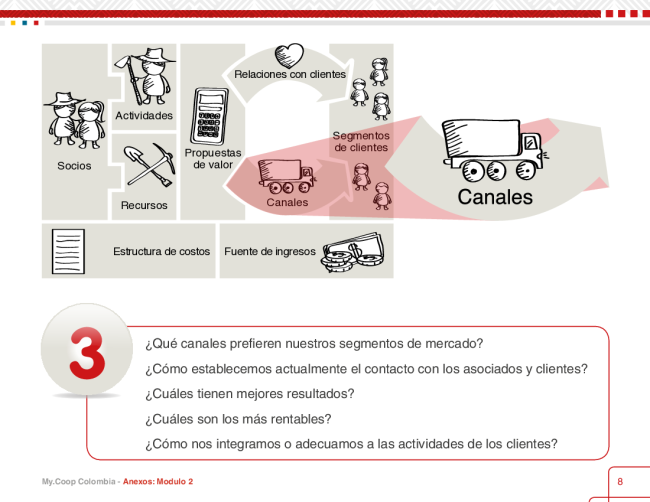 Relaciones con clientes
Actividades
Segmentos
de clientes
Socios
Propuestas
de valor
Recursos
Canales
Canales
Estructura de costos
Fuente de ingresos
3
¿Qué canales prefieren nuestros segmentos de mercado?
¿Cómo establecemos actualmente el contacto con los asociados y clientes?
¿Cuáles tienen mejores resultados?
¿Cuáles son los más rentables?
¿Cómo nos integramos o adecuamos a las actividades de los clientes?
My.Coop Colombia - Anexos: Modulo 2
8